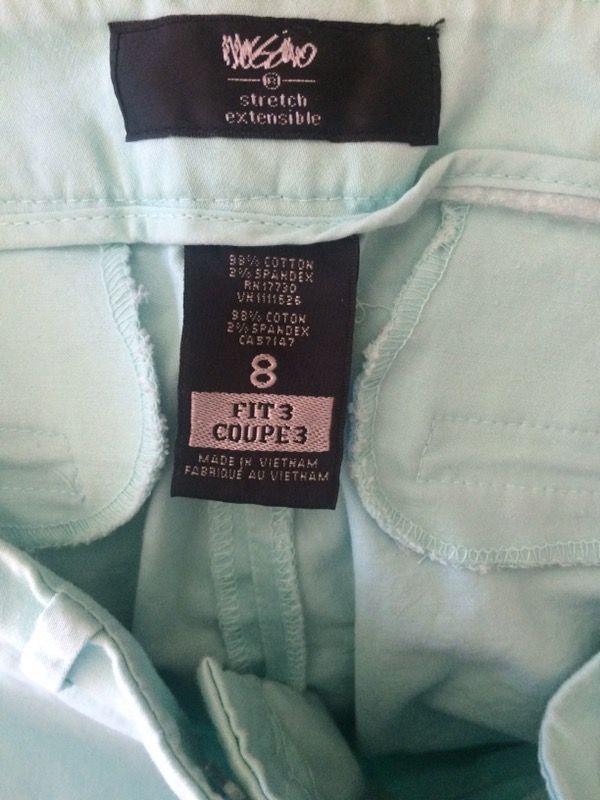 mossimo
®
stretch
extensible
98% COTTON
2% SPANDEX
RN17730
VN1111526
98% COTON
2% SPANDEX
CA57147
8
FIT 3
COUPE 3
MADE IN VIETNAM
FABRIQUÉ AU VIETNAM